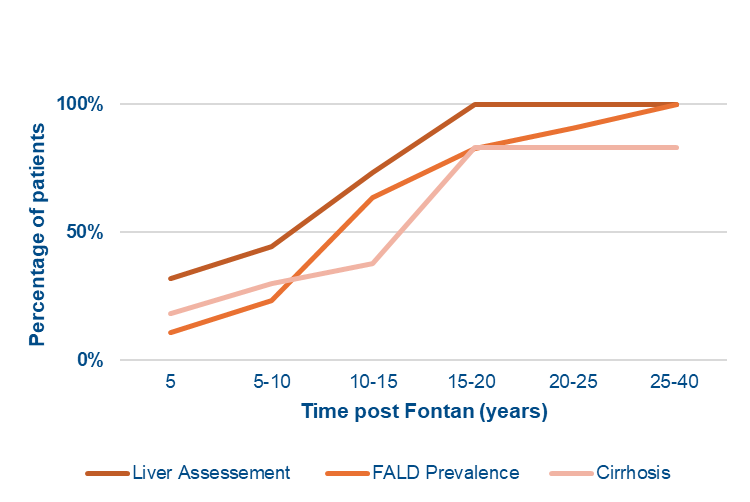 Percentage of patients
100%
50%
0%
5 5-10 10-15 15-20 20-25 25-40
Time post Fontan (years)
Liver Assessement FALD Prevalence Cirrhosis